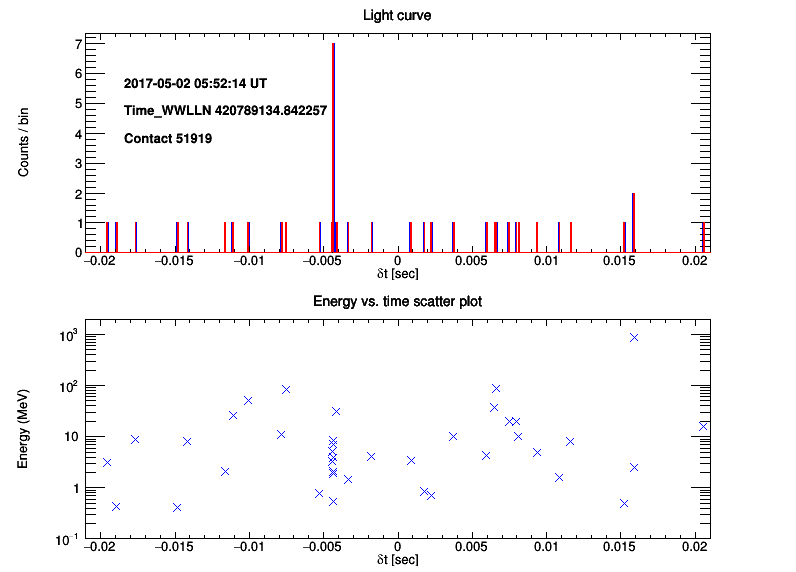 Light curve
7
6
5
4
3
2
1
0
Counts / bin
2017-05-02 05:52:14 UT
Time_WWLLN 420789134.842257
Contact 51919
−0.02 −0.015 −0.01 −0.005 0 0.005 0.01 0.015 0.02
δt [sec]
Energy vs. time scatter plot
10³
10²
10
1
10⁻¹
Energy (MeV)
−0.02 −0.015 −0.01 −0.005 0 0.005 0.01 0.015 0.02
δt [sec]